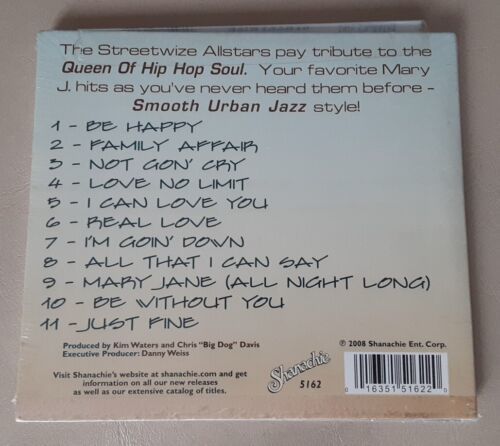 The Streetwize Allstars pay tribute to the
Queen Of Hip Hop Soul. Your favorite Mary
J. hits as you've never heard them before -
Smooth Urban Jazz style!
1 - BE HAPPY
2 - FAMILY AFFAIR
3 - NOT GON' CRY
4 - LOVE NO LIMIT
5 - I CAN LOVE YOU
6 - REAL LOVE
7 - I'M GOIN' DOWN
8 - ALL THAT I CAN SAY
9 - MARY JANE (ALL NIGHT LONG)
10 - BE WITHOUT YOU
11 - JUST FINE
Produced by Kim Waters and Chris "Big Dog" Davis
Executive Producer: Danny Weiss
Visit Shanachie's website at shanachie.com and get
information on all our new releases
as well as our extensive catalog of titles.
Shanachie
5162
℗ 2008 Shanachie Ent. Corp.
0 16351 51622 0